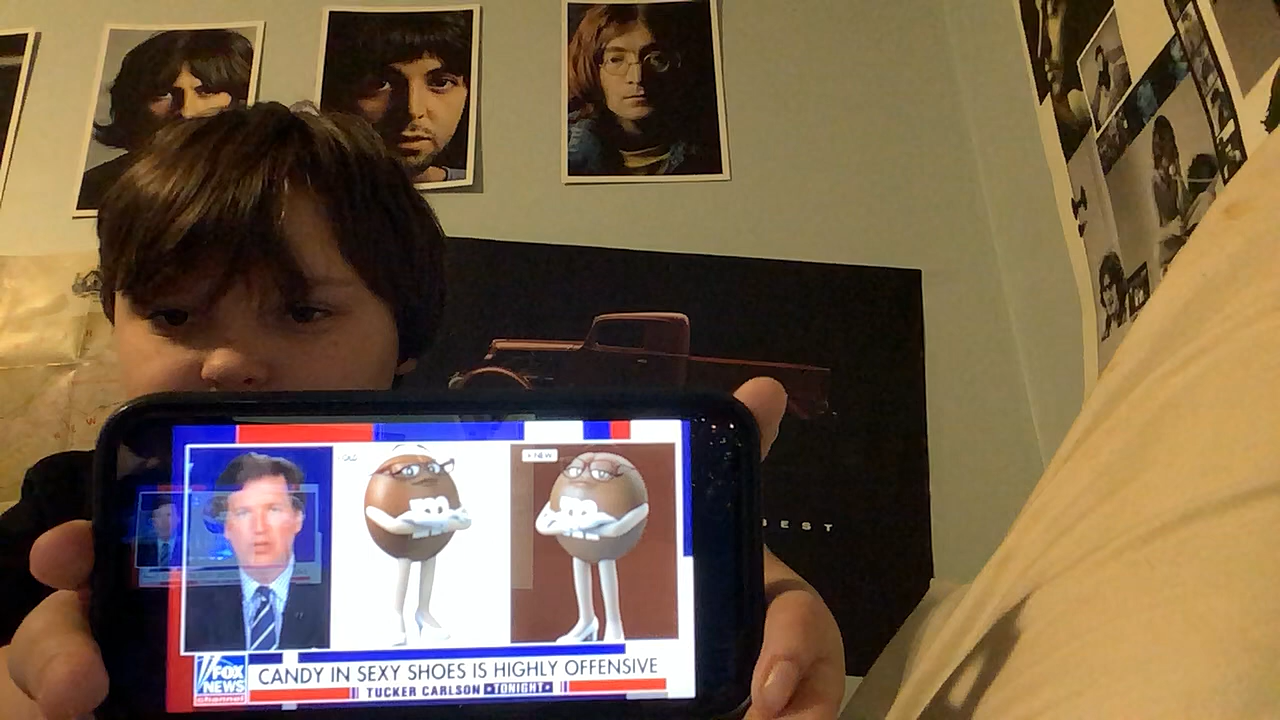 BEST
OLD
NEW
FOX
NEWS
channel
CANDY IN SEXY SHOES IS HIGHLY OFFENSIVE
TUCKER CARLSON TONIGHT